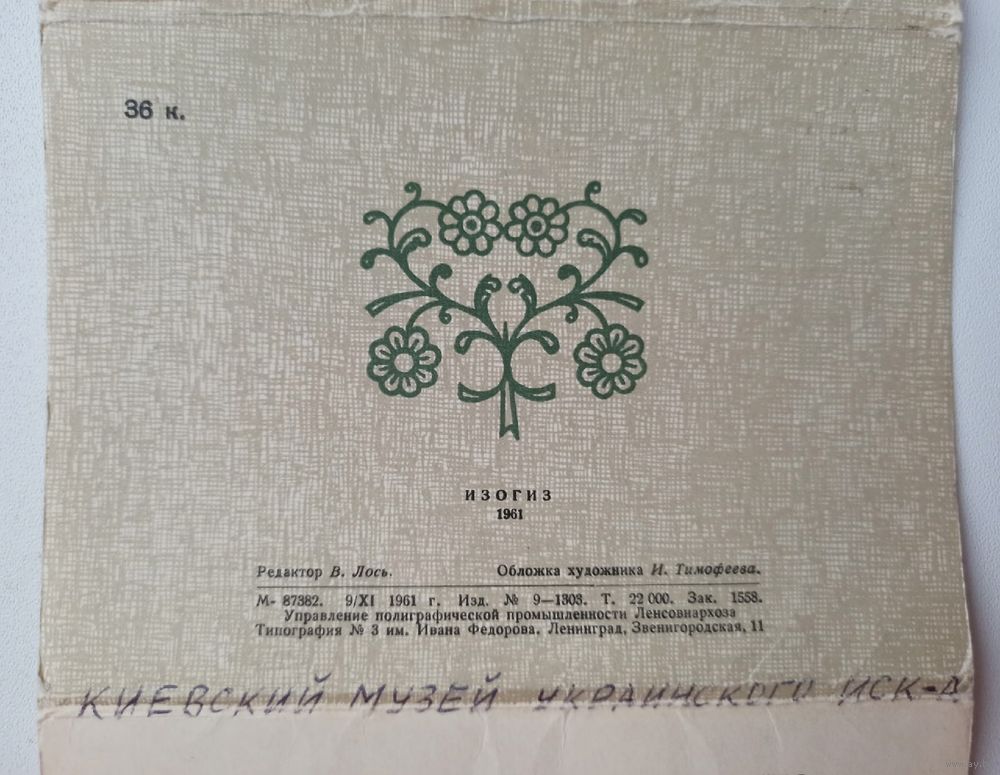 36 к.
ИЗОГИЗ
1961
Редактор В. Лось. Обложка художника И. Тимофеева.
М- 87382. 9/XI 1961 г. Изд. № 9—1303. Т. 22 000. Зак. 1558.
Управление полиграфической промышленности Ленсовнархоза
Типография № 3 им. Ивана Федорова, Ленинград, Звенигородская, 11
КИЕВСКИЙ МУЗЕЙ УКРАИНСКОГО ИСК-А